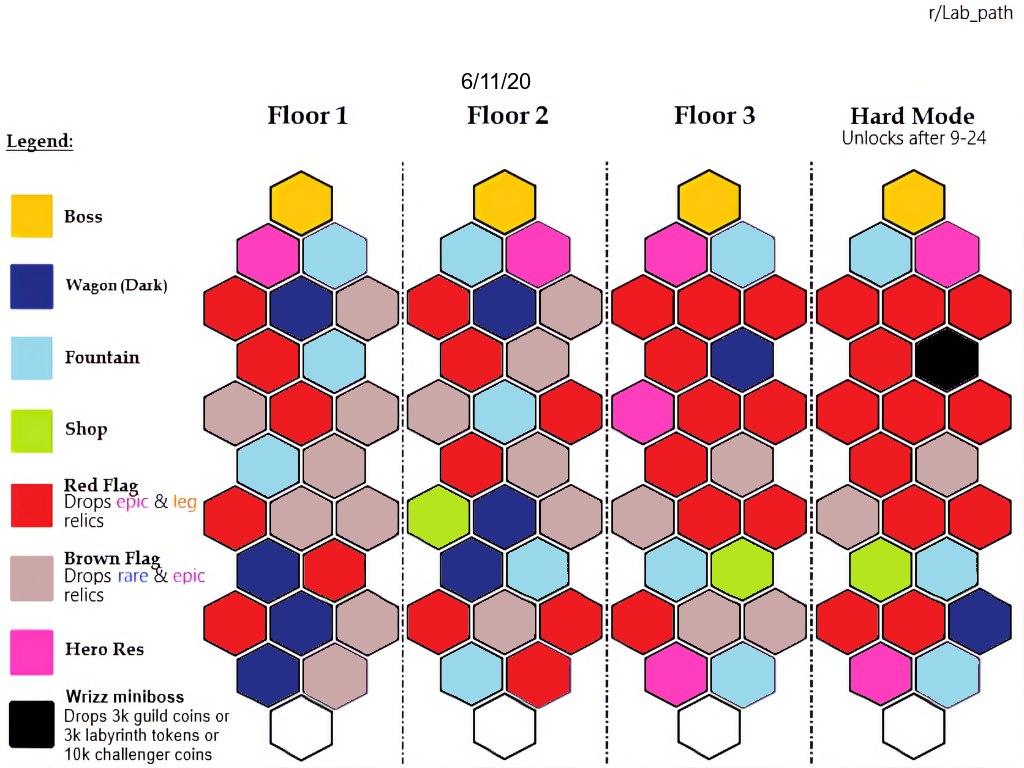 r/Lab_path
6/11/20
Floor 1
Floor 2
Floor 3
Hard Mode
Unlocks after 9-24
Legend:
Boss
Wagon (Dark)
Fountain
Shop
Red Flag
Drops epic & leg
relics
Brown Flag
Drops rare & epic
relics
Hero Res
Wrizz miniboss
Drops 3k guild coins or
3k labyrinth tokens or
10k challenger coins